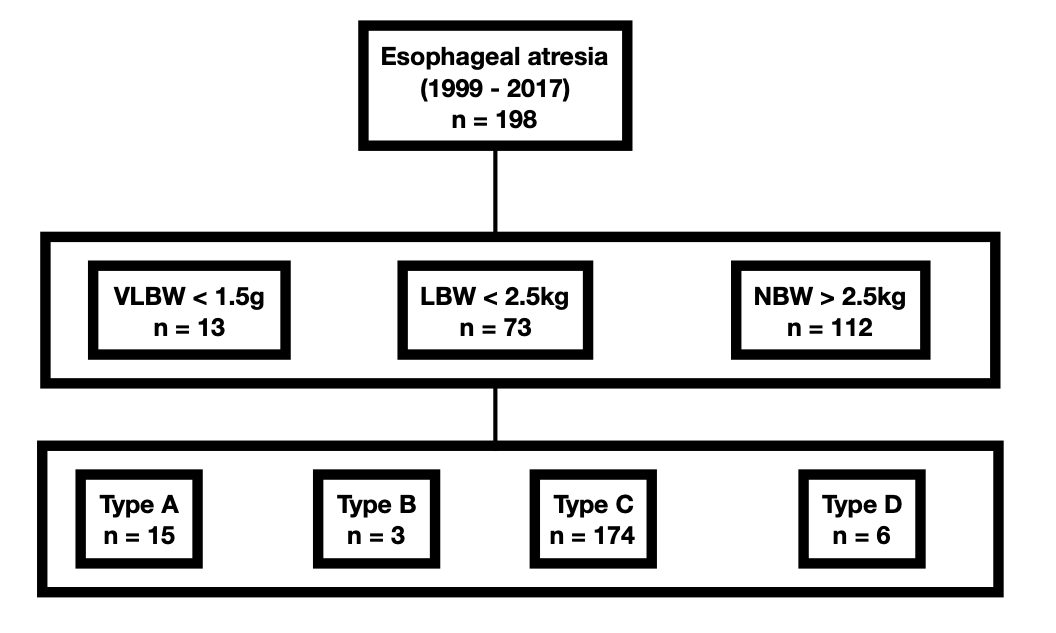 Esophageal atresia
(1999 - 2017)
n = 198
VLBW < 1.5g
n = 13
LBW < 2.5kg
n = 73
NBW > 2.5kg
n = 112
Type A
n = 15
Type B
n = 3
Type C
n = 174
Type D
n = 6